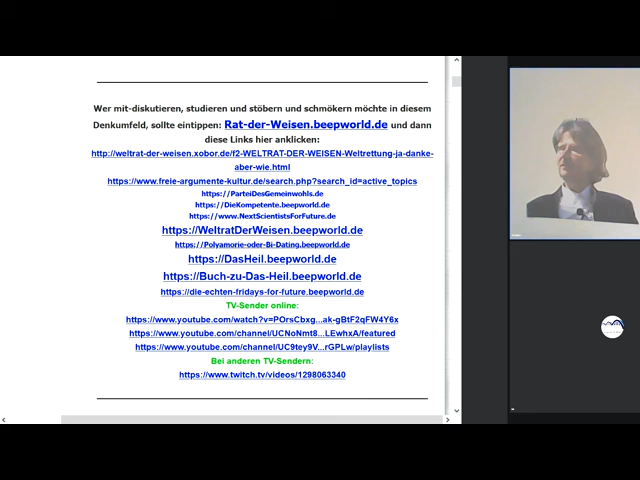 Wer mit-diskutieren, studieren und stöbern und schmökern möchte in diesem
Denkumfeld, sollte eintippen: Rat-der-Weisen.beepworld.de und dann
diese Links hier anklicken:
http://weltrat-der-weisen.xobor.de/f2-WELTRAT-DER-WEISEN-Weltrettung-ja-danke-
aber-wie.html
https://www.freie-argumente-kultur.de/search.php?search_id=active_topics
https://ParteiDesGemeinwohls.de
https://DieKompetente.beepworld.de
https://www.NextScientistsForFuture.de
https://WeltratDerWeisen.beepworld.de
https://Polyamorie-oder-Bi-Dating.beepworld.de
https://DasHeil.beepworld.de
https://Buch-zu-Das-Heil.beepworld.de
https://die-echten-fridays-for-future.beepworld.de
TV-Sender online:
https://www.youtube.com/watch?v=POrsCbxg...ak-gBtF2qFW4Y6x
https://www.youtube.com/channel/UCNoNmt8...LEwhxA/featured
https://www.youtube.com/channel/UC9tey9V...rGPLw/playlists
Bei anderen TV-Sendern:
https://www.twitch.tv/videos/1298063340